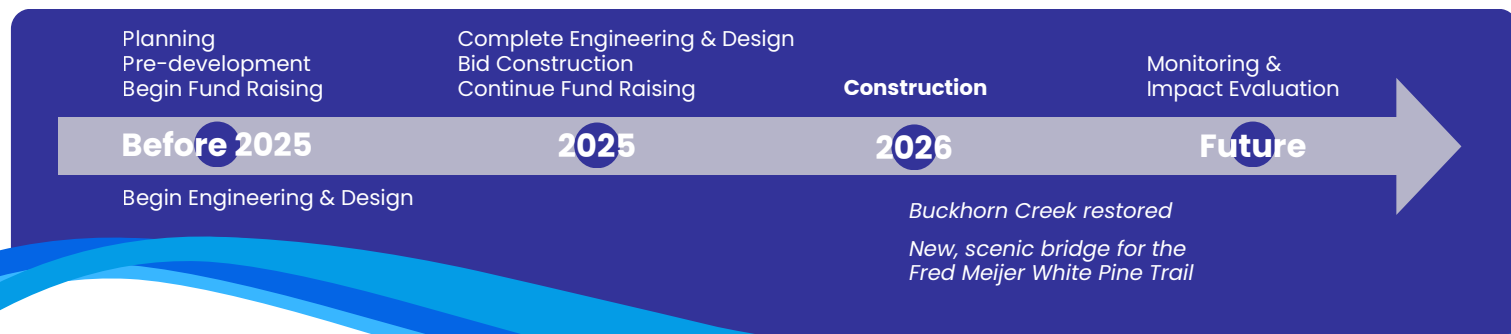 Planning
Pre-development
Begin Fund Raising
Complete Engineering & Design
Bid Construction
Continue Fund Raising
Construction
Monitoring &
Impact Evaluation
Before 2025
2025
2026
Future
Begin Engineering & Design
Buckhorn Creek restored
New, scenic bridge for the
Fred Meijer White Pine Trail